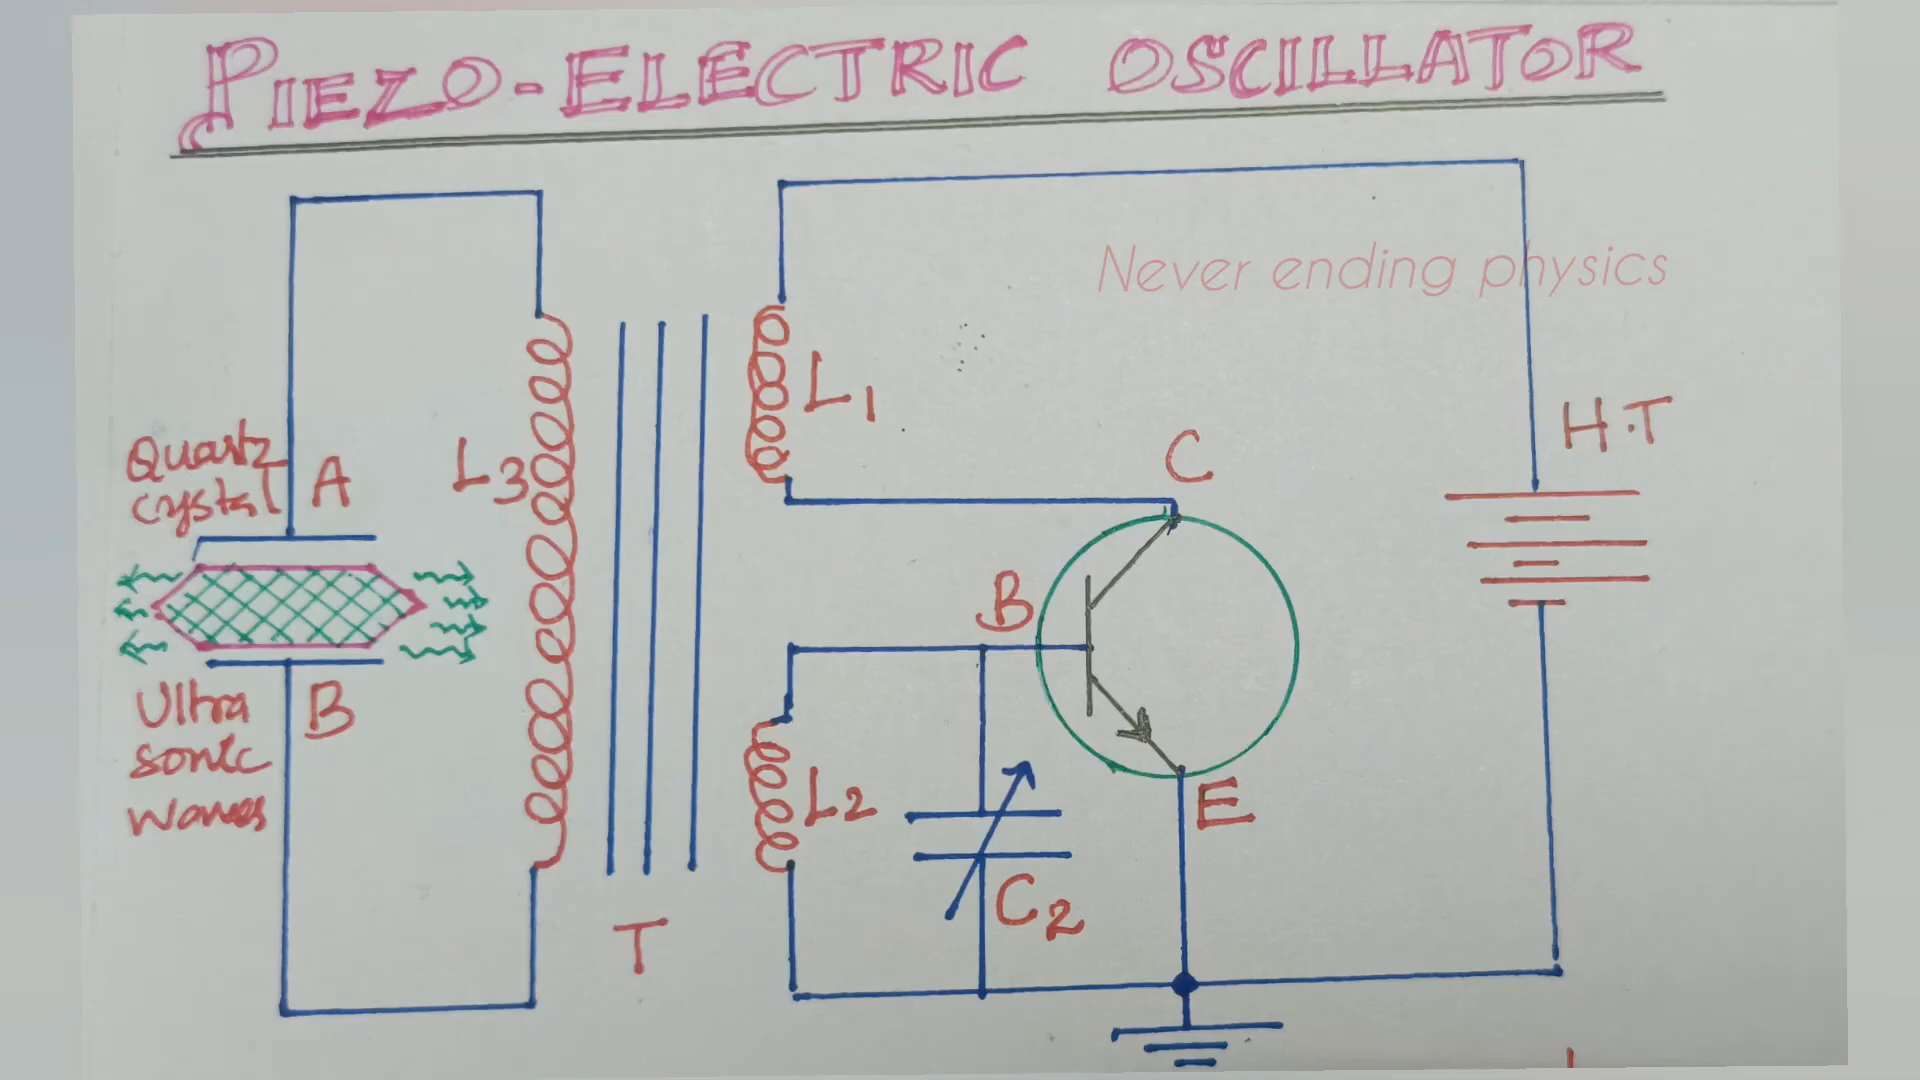 PIEZO-ELECTRIC OSCILLATOR
Never ending physics
H.T
L1
C
Quartz
crystal
A
L3
B
Ultra
sonic
waves
B
L2
E
C2
T